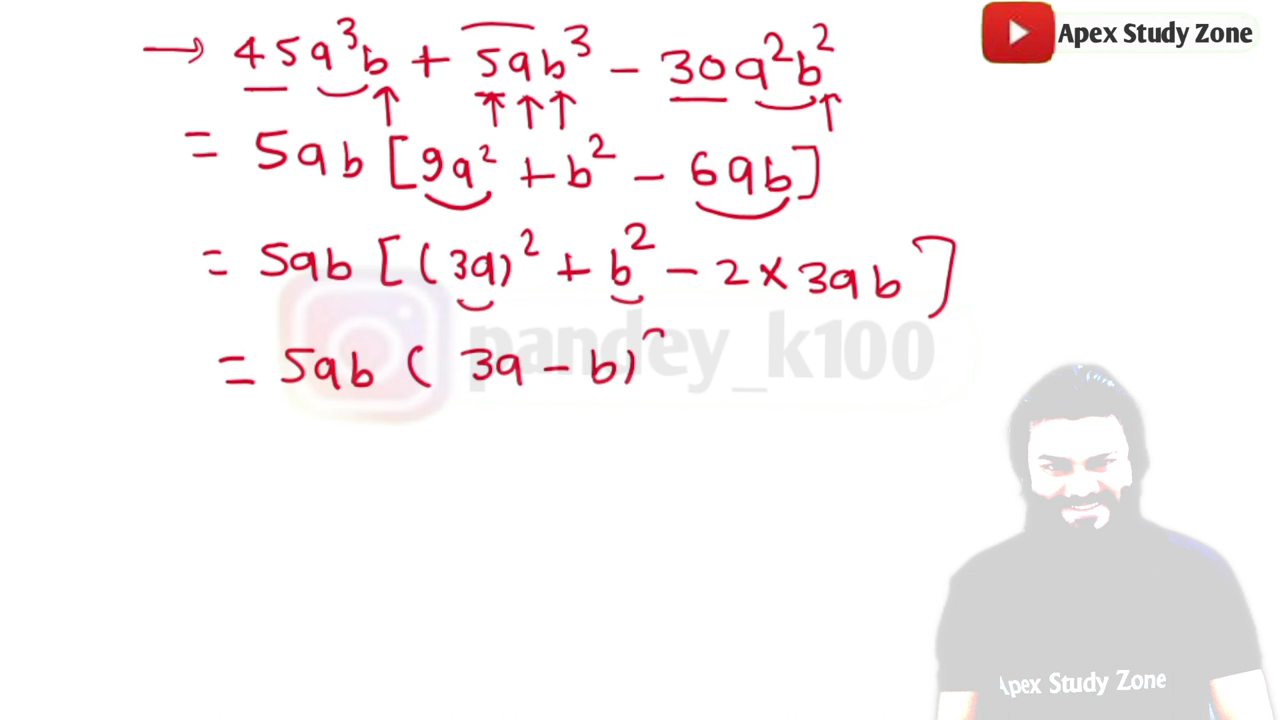 Apex Study Zone
→ 45a³b + 5ab³ - 30a²b²
= 5ab [9a² + b² - 6ab]
= 5ab [(3a)² + b² - 2 × 3ab]
= 5ab (3a - b)
pandey_k100
Apex Study Zone